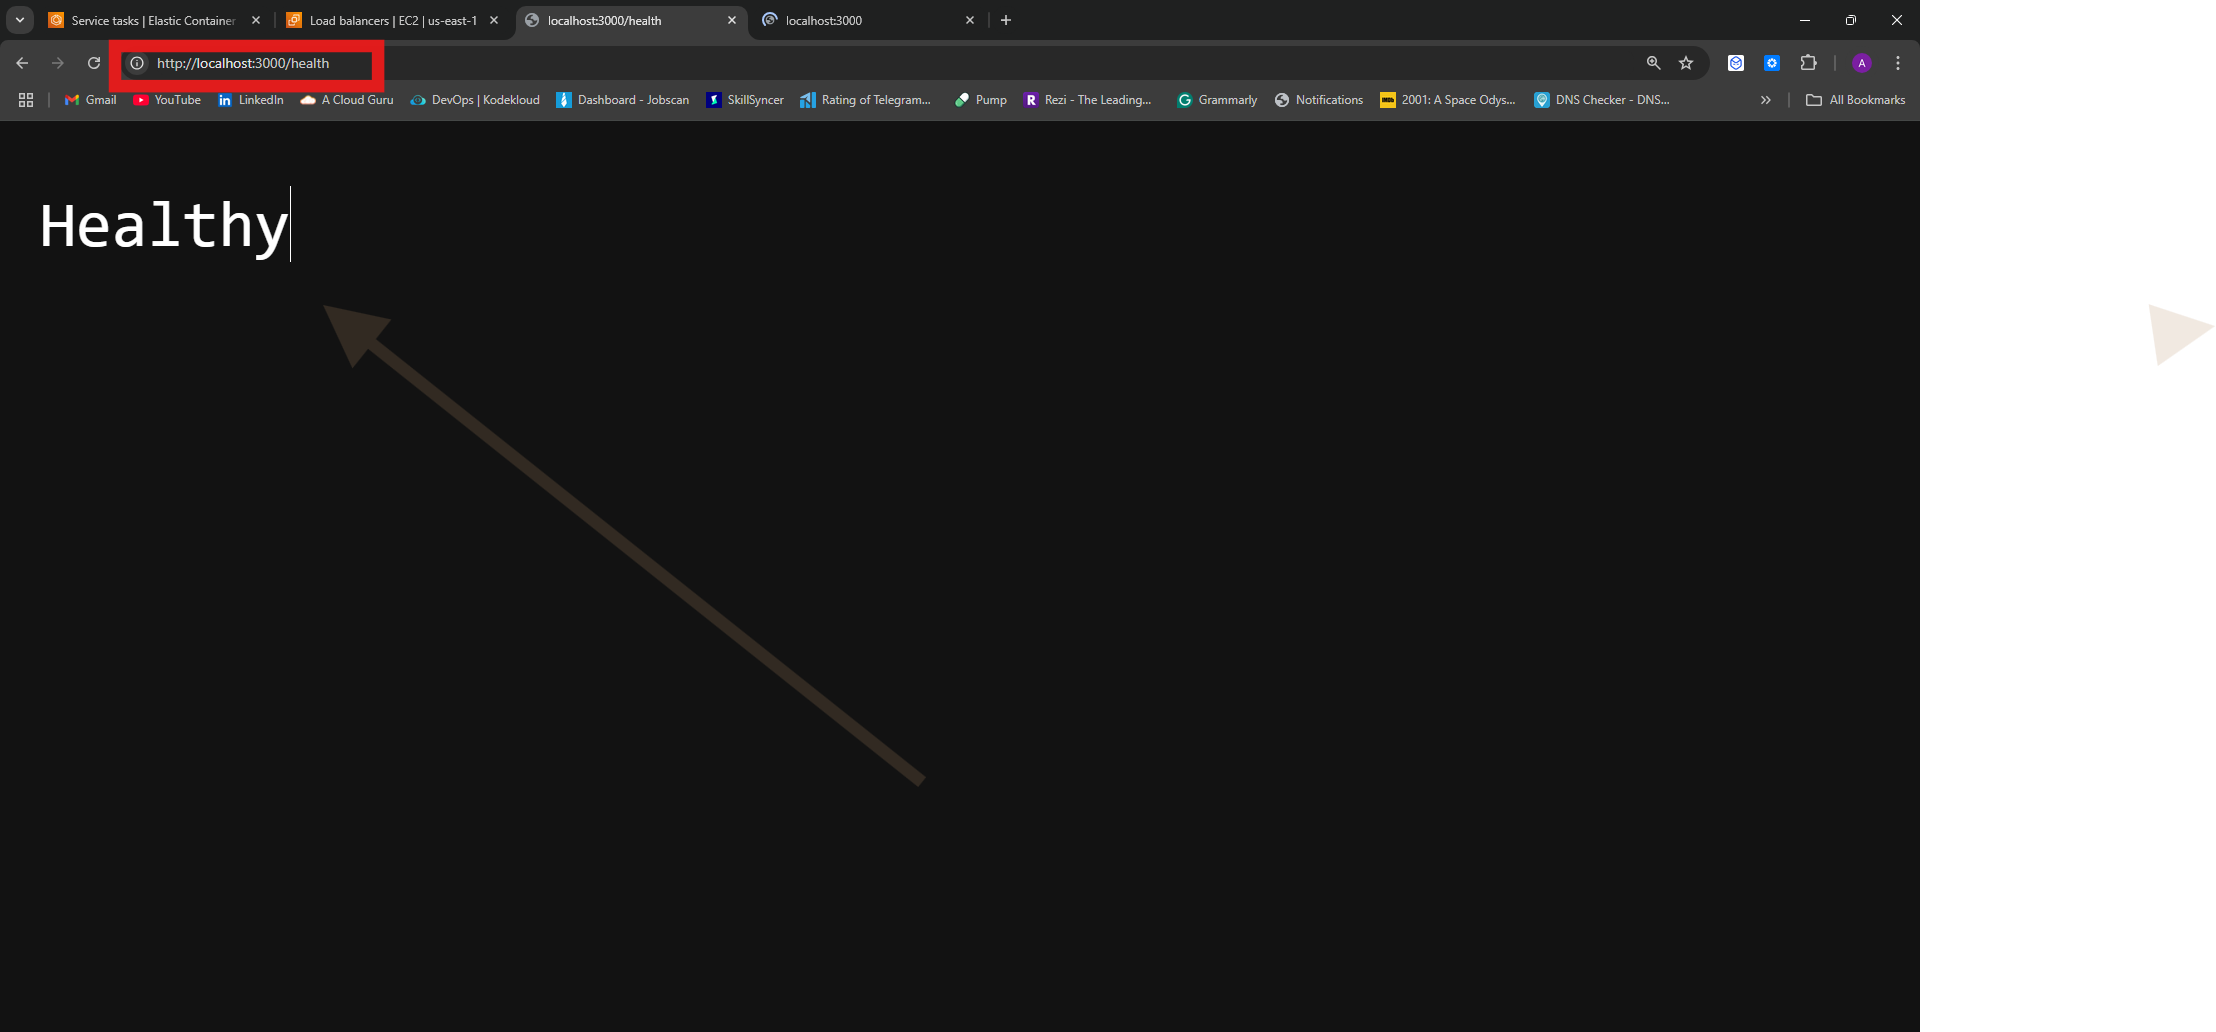 Service tasks | Elastic Container
Load balancers | EC2 | us-east-1
localhost:3000/health
localhost:3000
http://localhost:3000/health
A
Gmail
YouTube
LinkedIn
A Cloud Guru
DevOps | Kodekloud
Dashboard - Jobscan
SkillSyncer
Rating of Telegram...
Pump
Rezi - The Leading...
Grammarly
Notifications
2001: A Space Odys...
DNS Checker - DNS...
All Bookmarks
Healthy